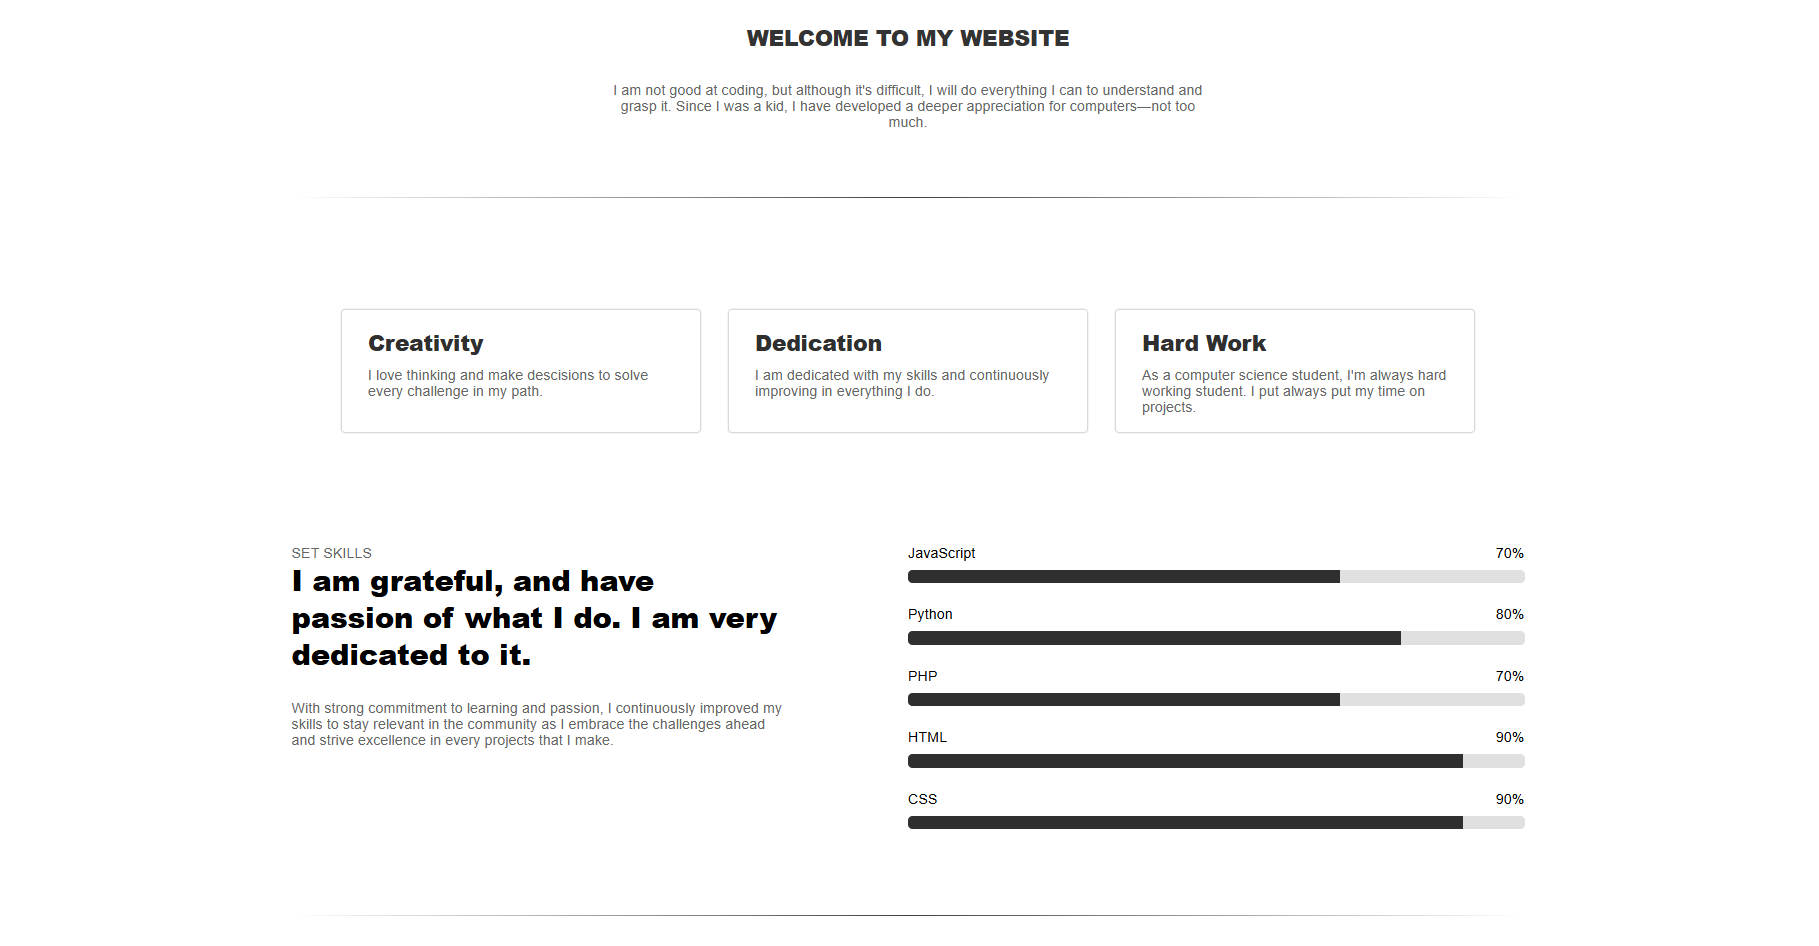 WELCOME TO MY WEBSITE
I am not good at coding, but although it's difficult, I will do everything I can to understand and
grasp it. Since I was a kid, I have developed a deeper appreciation for computers—not too
much.
Creativity
I love thinking and make descisions to solve
every challenge in my path.
Dedication
I am dedicated with my skills and continuously
improving in everything I do.
Hard Work
As a computer science student, I'm always hard
working student. I put always put my time on
projects.
SET SKILLS
I am grateful, and have
passion of what I do. I am very
dedicated to it.
With strong commitment to learning and passion, I continuously improved my
skills to stay relevant in the community as I embrace the challenges ahead
and strive excellence in every projects that I make.
JavaScript 70%
Python 80%
PHP 70%
HTML 90%
CSS 90%